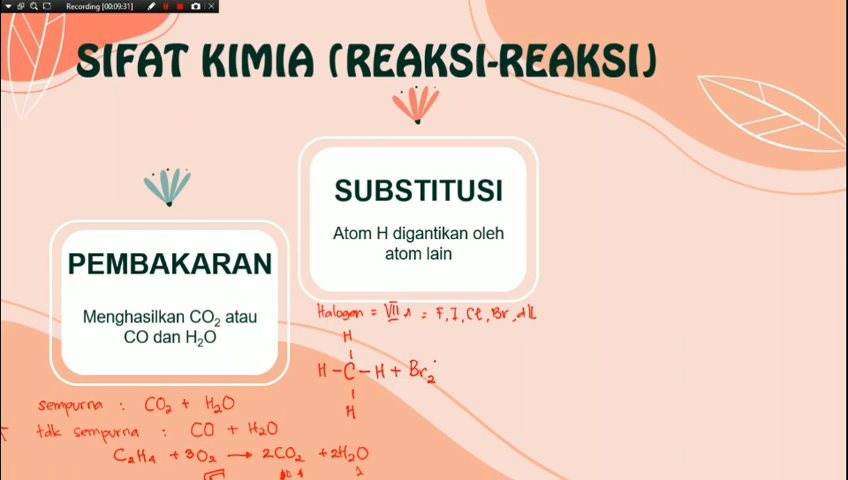 Recording [00:09:31]
SIFAT KIMIA (REAKSI-REAKSI)
SUBSTITUSI
Atom H digantikan oleh
atom lain
PEMBAKARAN
Menghasilkan CO₂ atau
CO dan H₂O
Halogen = VII A = F, I, Cl, Br, dll
H
H - C - H + Br₂
H
sempurna : CO₂ + H₂O
tdk sempurna : CO + H₂O
C₂H₄ + 3O₂ → 2CO₂ + 2H₂O